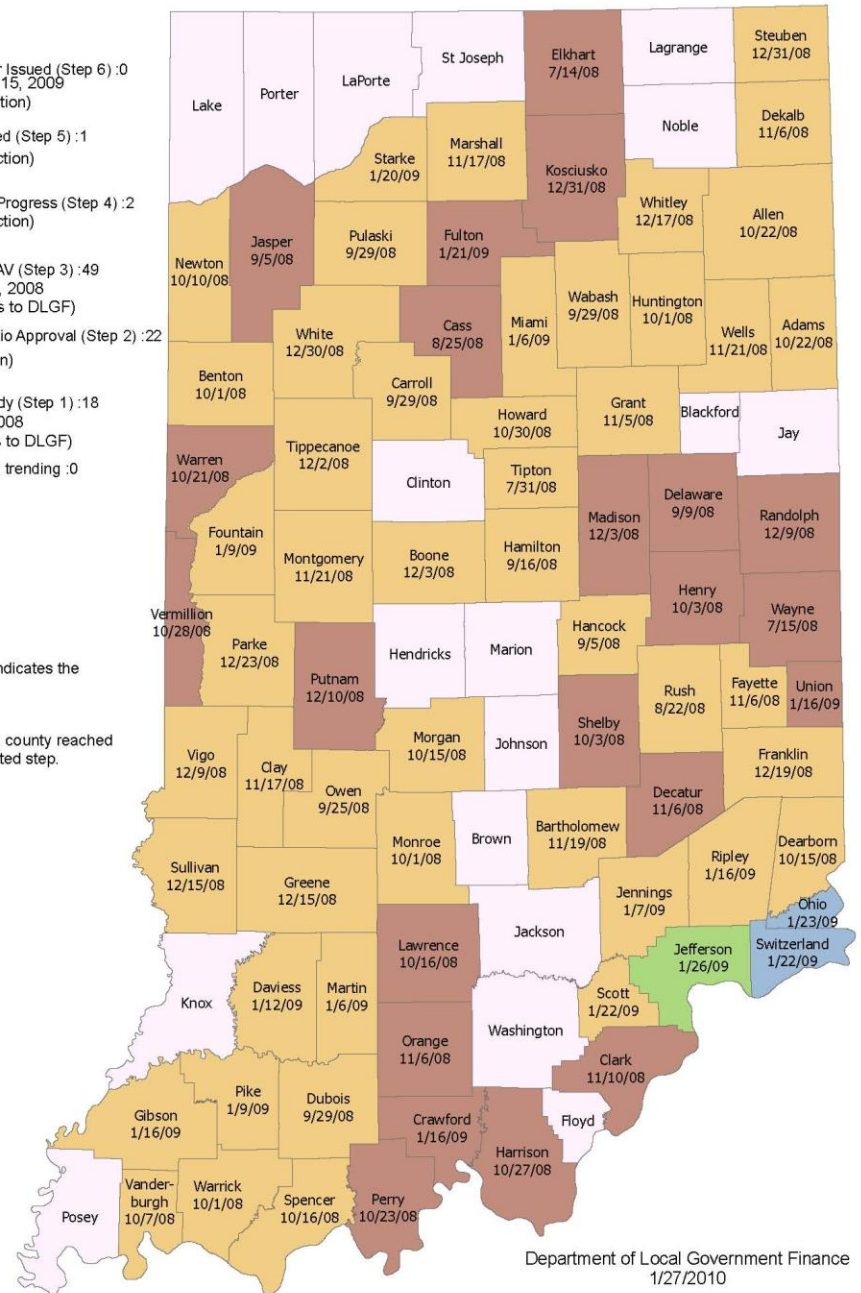 r Issued (Step 6) :0
15, 2009
tion)
ed (Step 5) :1
ction)
Progress (Step 4) :2
ction)
AV (Step 3) :49
, 2008
s to DLGF)
io Approval (Step 2) :22
n)
dy (Step 1) :18
008
s to DLGF)
trending :0
ndicates the
county reached
ted step.
Lake
Porter
LaPorte
St Joseph
Elkhart
7/14/08
Lagrange
Steuben
12/31/08
Noble
Dekalb
11/6/08
Starke
1/20/09
Marshall
11/17/08
Kosciusko
12/31/08
Whitley
12/17/08
Allen
10/22/08
Newton
10/10/08
Jasper
9/5/08
Pulaski
9/29/08
Fulton
1/21/09
White
12/30/08
Cass
8/25/08
Miami
1/6/09
Wabash
9/29/08
Huntington
10/1/08
Wells
11/21/08
Adams
10/22/08
Benton
10/1/08
Carroll
9/29/08
Howard
10/30/08
Grant
11/5/08
Blackford
Jay
Warren
10/21/08
Tippecanoe
12/2/08
Clinton
Tipton
7/31/08
Madison
12/3/08
Delaware
9/9/08
Randolph
12/9/08
Fountain
1/9/09
Montgomery
11/21/08
Boone
12/3/08
Hamilton
9/16/08
Henry
10/3/08
Wayne
7/15/08
Vermillion
10/28/08
Parke
12/23/08
Putnam
12/10/08
Hendricks
Marion
Hancock
9/5/08
Rush
8/22/08
Fayette
11/6/08
Union
1/16/09
Vigo
12/9/08
Clay
11/17/08
Owen
9/25/08
Morgan
10/15/08
Johnson
Shelby
10/3/08
Decatur
11/6/08
Franklin
12/19/08
Sullivan
12/15/08
Greene
12/15/08
Monroe
10/1/08
Brown
Bartholomew
11/19/08
Jennings
1/7/09
Ripley
1/16/09
Dearborn
10/15/08
Ohio
1/23/09
Switzerland
1/22/09
Jefferson
1/26/09
Knox
Daviess
1/12/09
Martin
1/6/09
Lawrence
10/16/08
Jackson
Scott
1/22/09
Orange
11/6/08
Washington
Clark
11/10/08
Gibson
1/16/09
Pike
1/9/09
Dubois
9/29/08
Crawford
1/16/09
Harrison
10/27/08
Floyd
Posey
Vander-
burgh
10/7/08
Warrick
10/1/08
Spencer
10/16/08
Perry
10/23/08
Department of Local Government Finance
1/27/2010